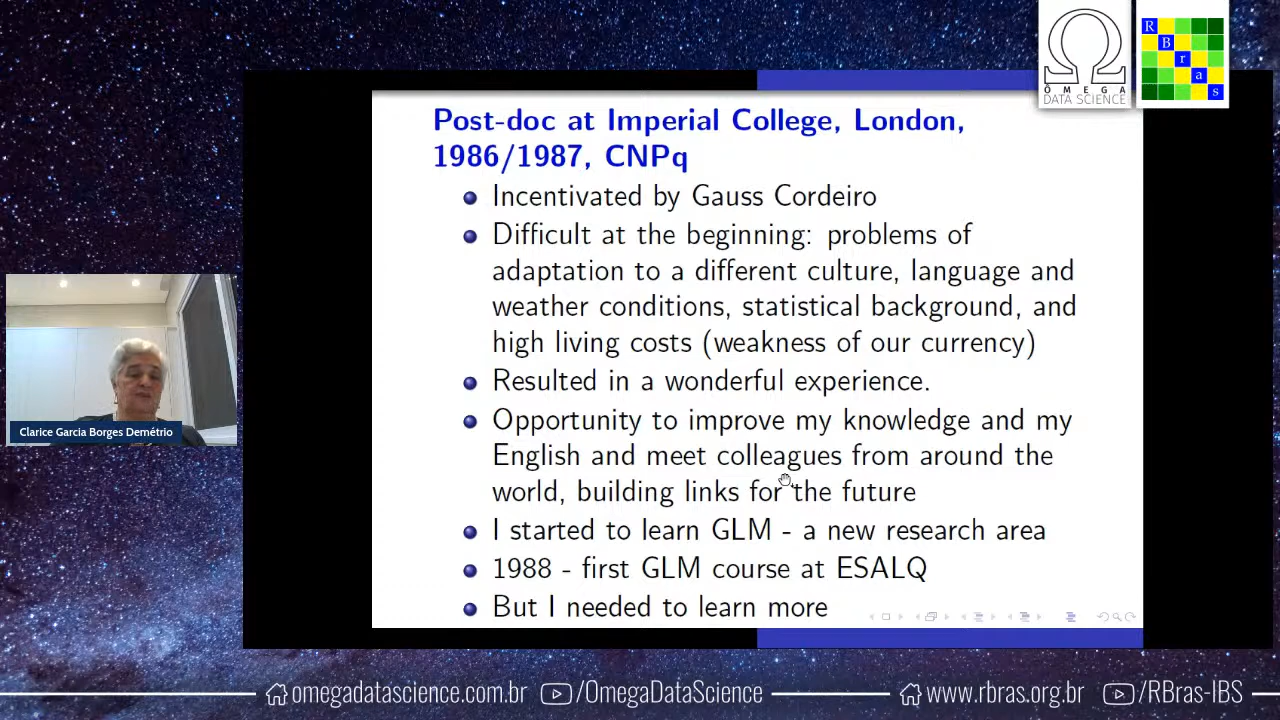 ÔMEGA
DATA SCIENCE
R
B
r
a
s
Post-doc at Imperial College, London,
1986/1987, CNPq
Incentivated by Gauss Cordeiro
Difficult at the beginning: problems of
adaptation to a different culture, language and
weather conditions, statistical background, and
high living costs (weakness of our currency)
Resulted in a wonderful experience.
Opportunity to improve my knowledge and my
English and meet colleagues from around the
world, building links for the future
I started to learn GLM - a new research area
1988 - first GLM course at ESALQ
But I needed to learn more
Clarice Garcia Borges Demétrio
omegadatascience.com.br /OmegaDataScience www.rbras.org.br /RBras-IBS